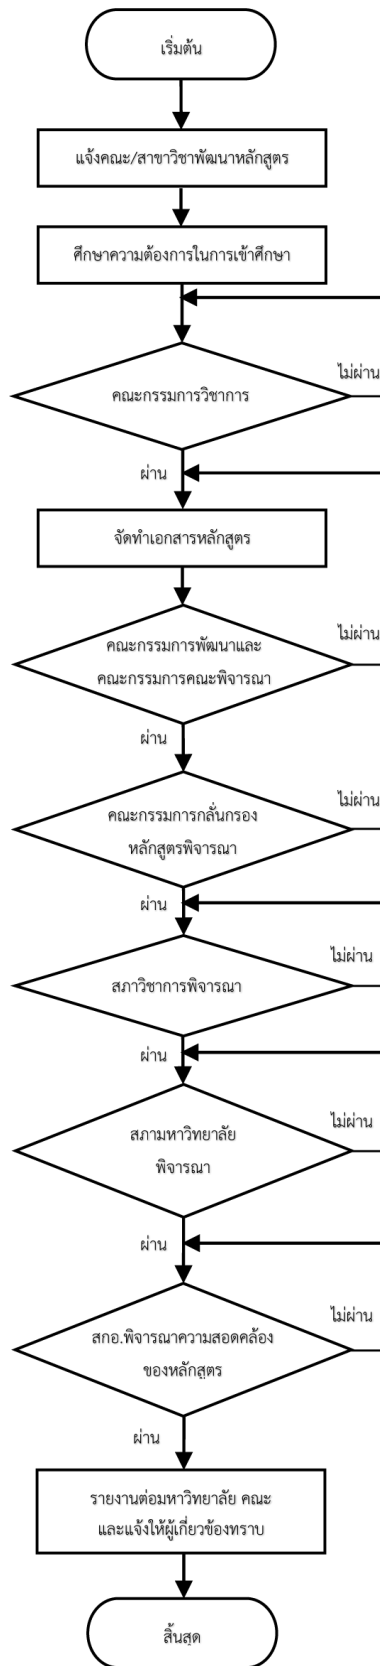 เริ่มต้น
แจ้งคณะ/สาขาวิชาพัฒนาหลักสูตร
ศึกษาความต้องการในการเข้าศึกษา
ไม่ผ่าน
คณะกรรมการวิชาการ
ผ่าน
จัดทำเอกสารหลักสูตร
ไม่ผ่าน
คณะกรรมการพัฒนาและ
คณะกรรมการคณะพิจารณา
ผ่าน
ไม่ผ่าน
คณะกรรมการกลั่นกรอง
หลักสูตรพิจารณา
ผ่าน
ไม่ผ่าน
สภาวิชาการพิจารณา
ผ่าน
ไม่ผ่าน
สภามหาวิทยาลัย
พิจารณา
ผ่าน
ไม่ผ่าน
สกอ.พิจารณาความสอดคล้อง
ของหลักสูตร
ผ่าน
รายงานต่อมหาวิทยาลัย คณะ
และแจ้งให้ผู้เกี่ยวข้องทราบ
สิ้นสุด